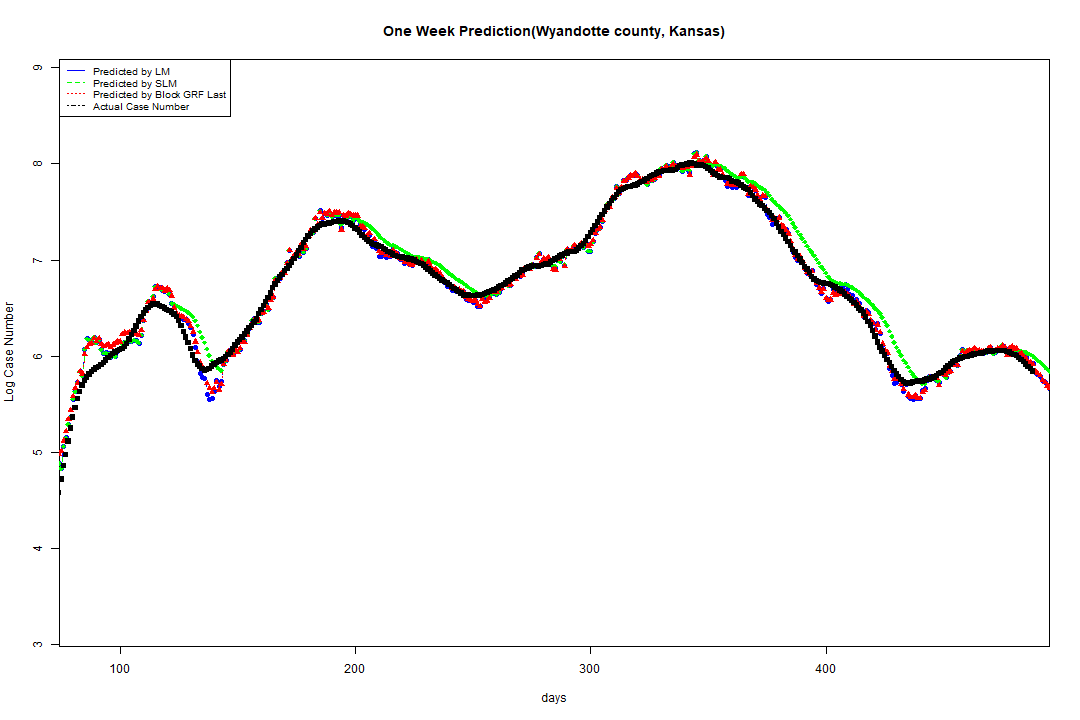 One Week Prediction(Wyandotte county, Kansas)
Predicted by LM
Predicted by SLM
Predicted by Block GRF Last
Actual Case Number
9
8
7
6
5
4
3
Log Case Number
100 200 300 400
days